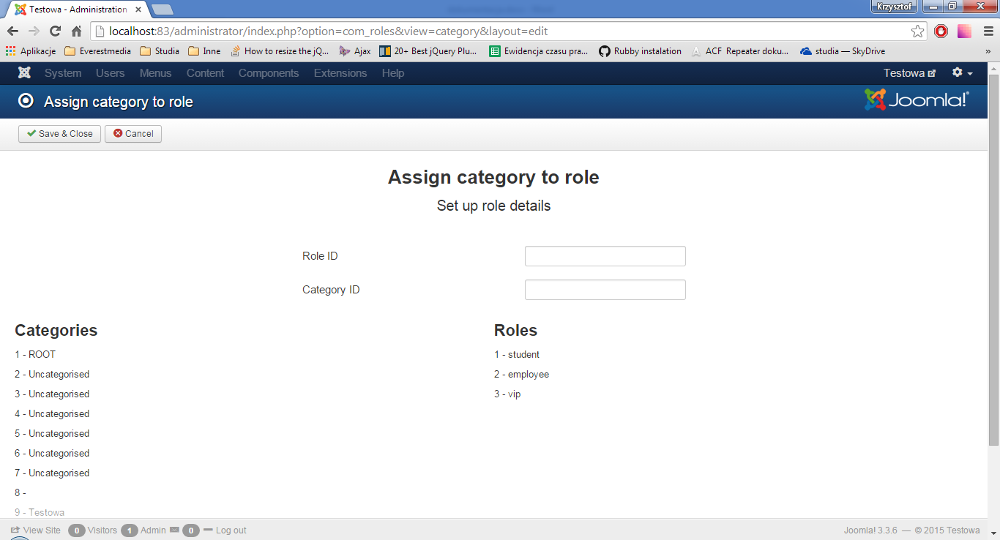 Testowa - Administration
Krzysztof
localhost:83/administrator/index.php?option=com_roles&view=category&layout=edit
Aplikacje Everestmedia Studia Inne How to resize the jQ... Ajax 20+ Best jQuery Plu... Ewidencja czasu pra... Rubby instalation ACF Repeater doku... studia — SkyDrive »
System Users Menus Content Components Extensions Help Testowa
Assign category to role Joomla!®
Save & Close Cancel
Assign category to role
Set up role details
Role ID
Category ID
Categories Roles
1 - ROOT 1 - student
2 - Uncategorised 2 - employee
3 - Uncategorised 3 - vip
4 - Uncategorised
5 - Uncategorised
6 - Uncategorised
7 - Uncategorised
8 -
9 - Testowa
View Site 0 Visitors 1 Admin 0 Log out Joomla! 3.3.6 — © 2015 Testowa